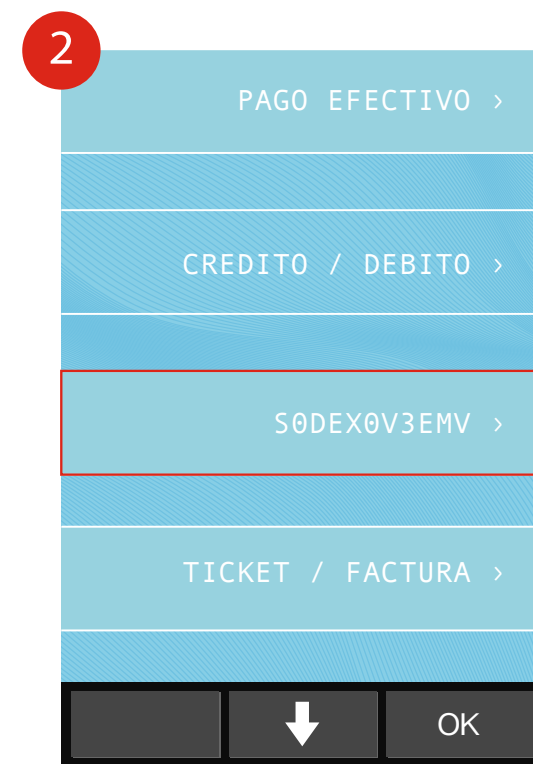 2
PAGO EFECTIVO ›
CREDITO / DEBITO ›
S0DEX0V3EMV ›
TICKET / FACTURA ›
OK